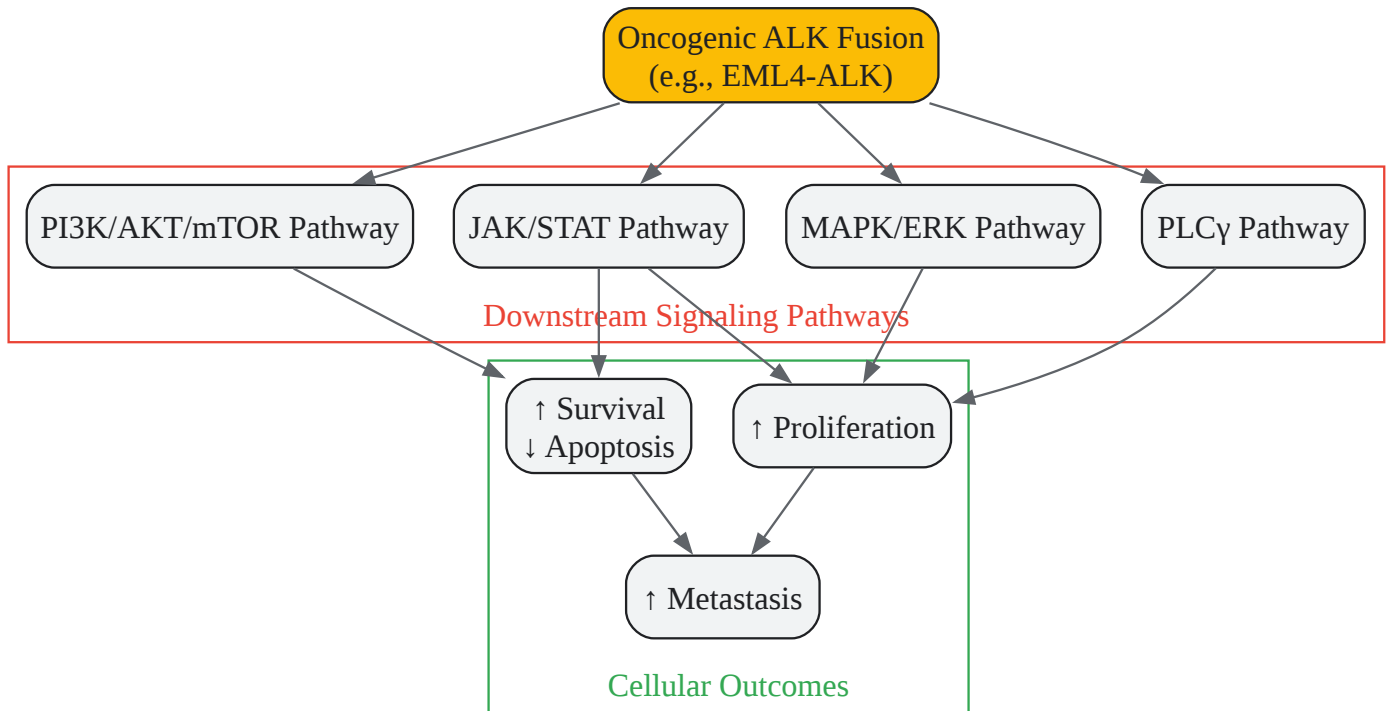 Oncogenic ALK Fusion
(e.g., EML4-ALK)
PI3K/AKT/mTOR Pathway
JAK/STAT Pathway
MAPK/ERK Pathway
PLCγ Pathway
Downstream Signaling Pathways
↑ Survival
↓ Apoptosis
↑ Proliferation
↑ Metastasis
Cellular Outcomes